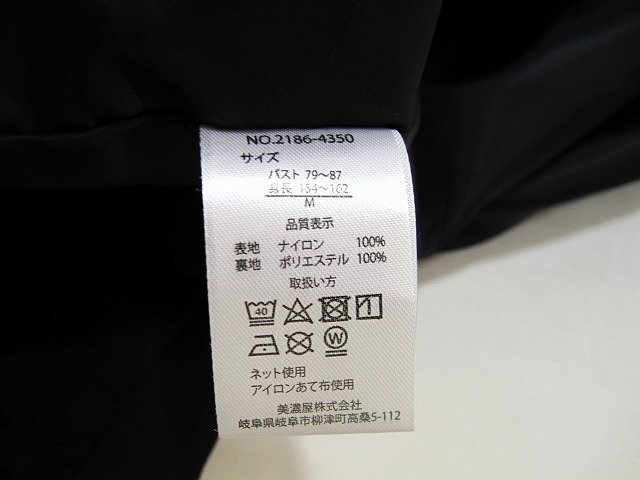 NO.2186-4350
サイズ
バスト 79～87
身長 154～162
M
品質表示
表地 ナイロン 100%
裏地 ポリエステル 100%
取扱い方
40
W
ネット使用
アイロンあて布使用
美濃屋株式会社
岐阜県岐阜市柳津町高桑5-112